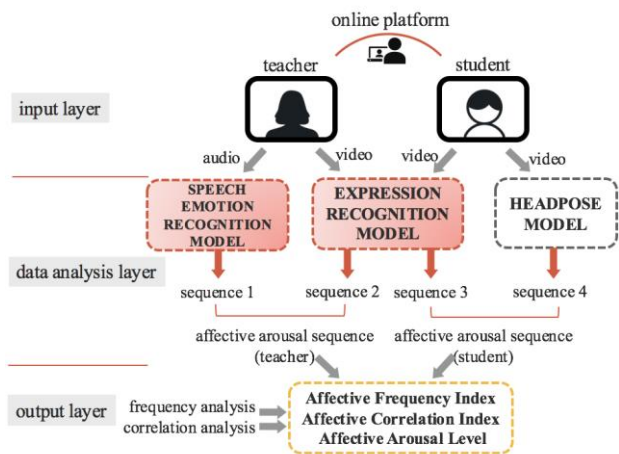 online platform
teacher
student
input layer
audio
video
video
video
SPEECH
EMOTION
RECOGNITION
MODEL
EXPRESSION
RECOGNITION
MODEL
HEADPOSE
MODEL
data analysis layer
sequence 1
sequence 2
sequence 3
sequence 4
affective arousal sequence
(teacher)
affective arousal sequence
(student)
output layer
frequency analysis
correlation analysis
Affective Frequency Index
Affective Correlation Index
Affective Arousal Level